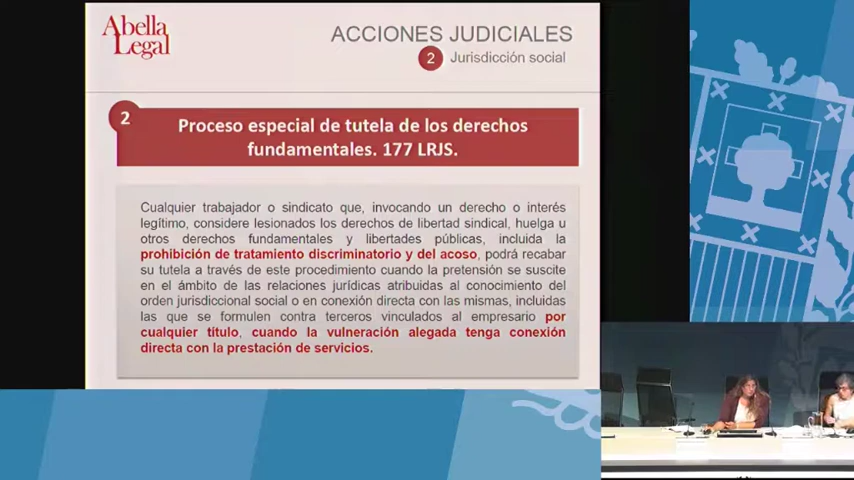 Abella
Legal
ACCIONES JUDICIALES
2 Jurisdicción social
2
Proceso especial de tutela de los derechos
fundamentales. 177 LRJS.
Cualquier trabajador o sindicato que, invocando un derecho o interés
legítimo, considere lesionados los derechos de libertad sindical, huelga u
otros derechos fundamentales y libertades públicas, incluida la
prohibición de tratamiento discriminatorio y del acoso, podrá recabar
su tutela a través de este procedimiento cuando la pretensión se suscite
en el ámbito de las relaciones jurídicas atribuidas al conocimiento del
orden jurisdiccional social o en conexión directa con las mismas, incluidas
las que se formulen contra terceros vinculados al empresario por
cualquier título, cuando la vulneración alegada tenga conexión
directa con la prestación de servicios.